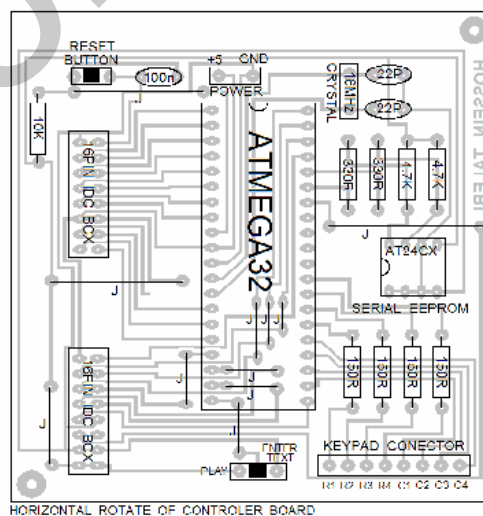 RESET
BUTTON
100n
+5 GND
POWER
CRYSTAL
16MHz
22P
22P
HOSSEIN
10K
J
16PIN IDC BOX
ATMEGA32
330R
330R
4.7K
4.7K
J
AT24CX
SERIAL EEPROM
J
J
J
J
16PIN IDC BOX
J
J
J
J
J
150R
150R
150R
150R
PLAY
ENTER
TEXT
KEYPAD CONECTOR
R1 R2 R3 R4 C1 C2 C3 C4
HORIZONTAL ROTATE OF CONTROLER BOARD